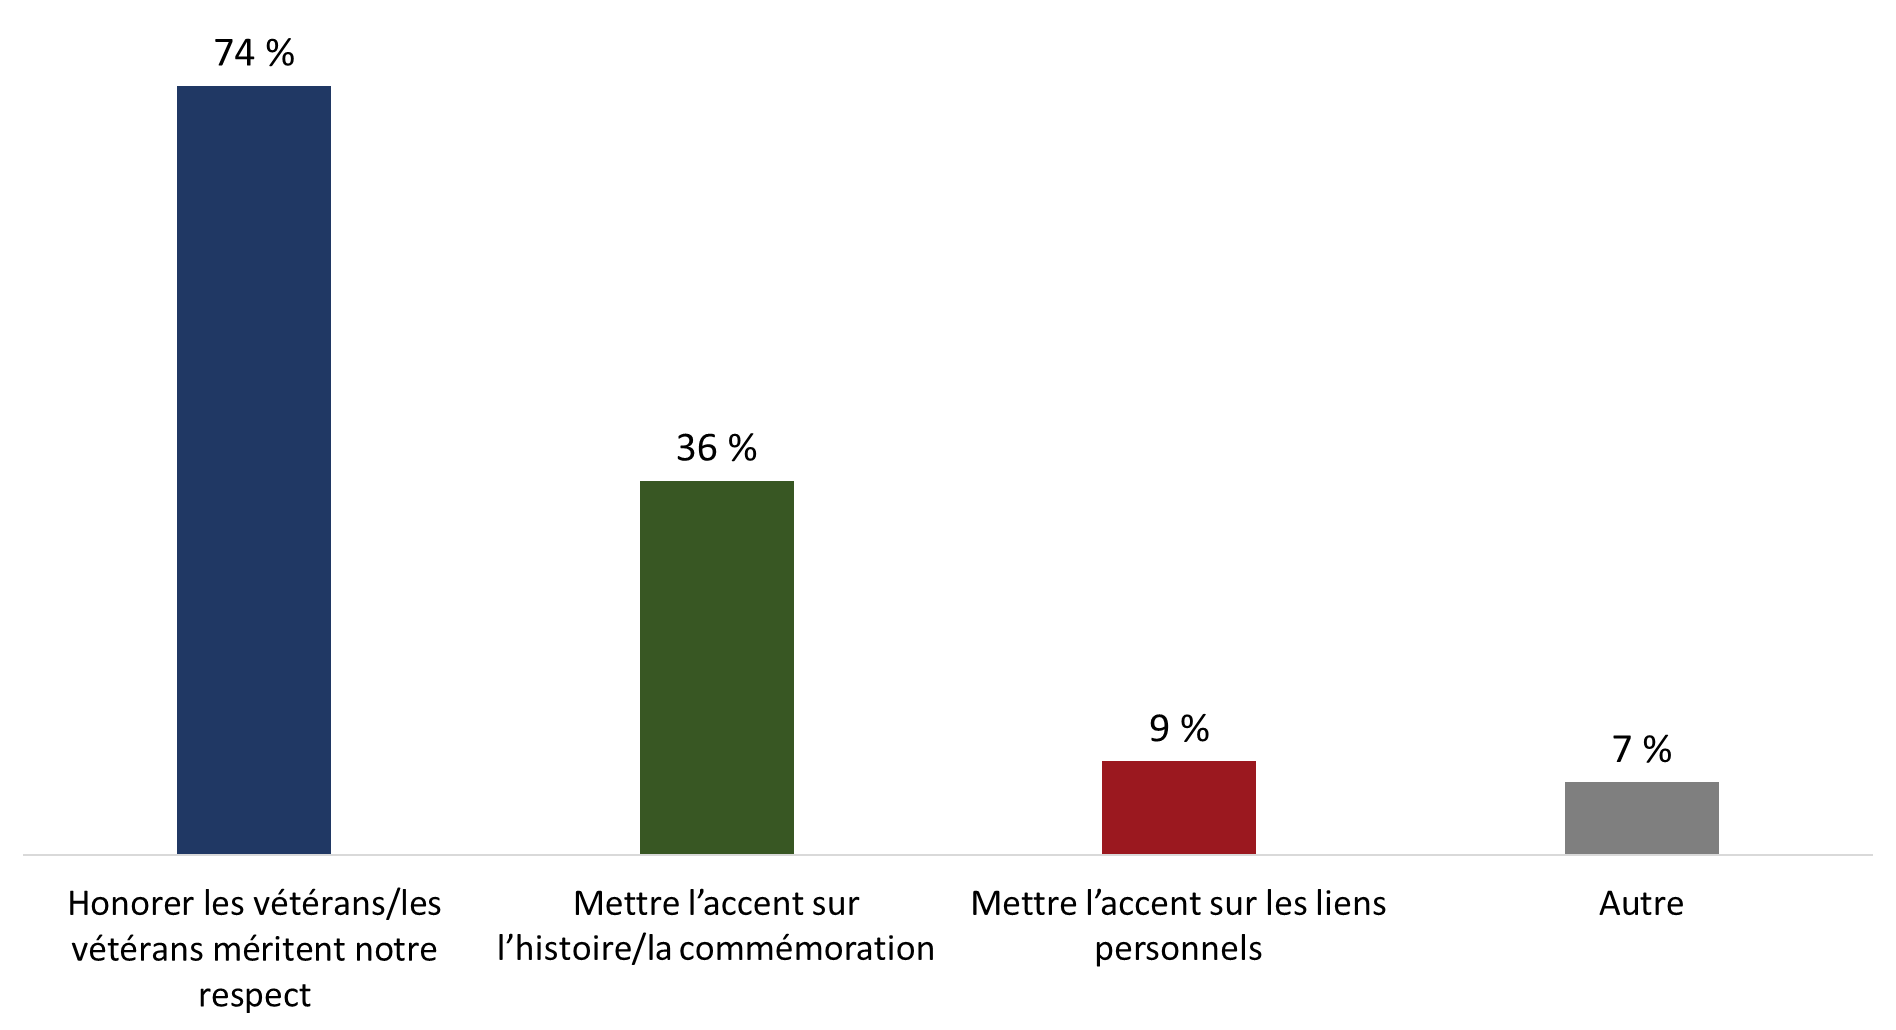 74 %
36 %
9 %
7 %
Honorer les vétérans/les
vétérans méritent notre
respect
Mettre l’accent sur
l’histoire/la commémoration
Mettre l’accent sur les liens
personnels
Autre